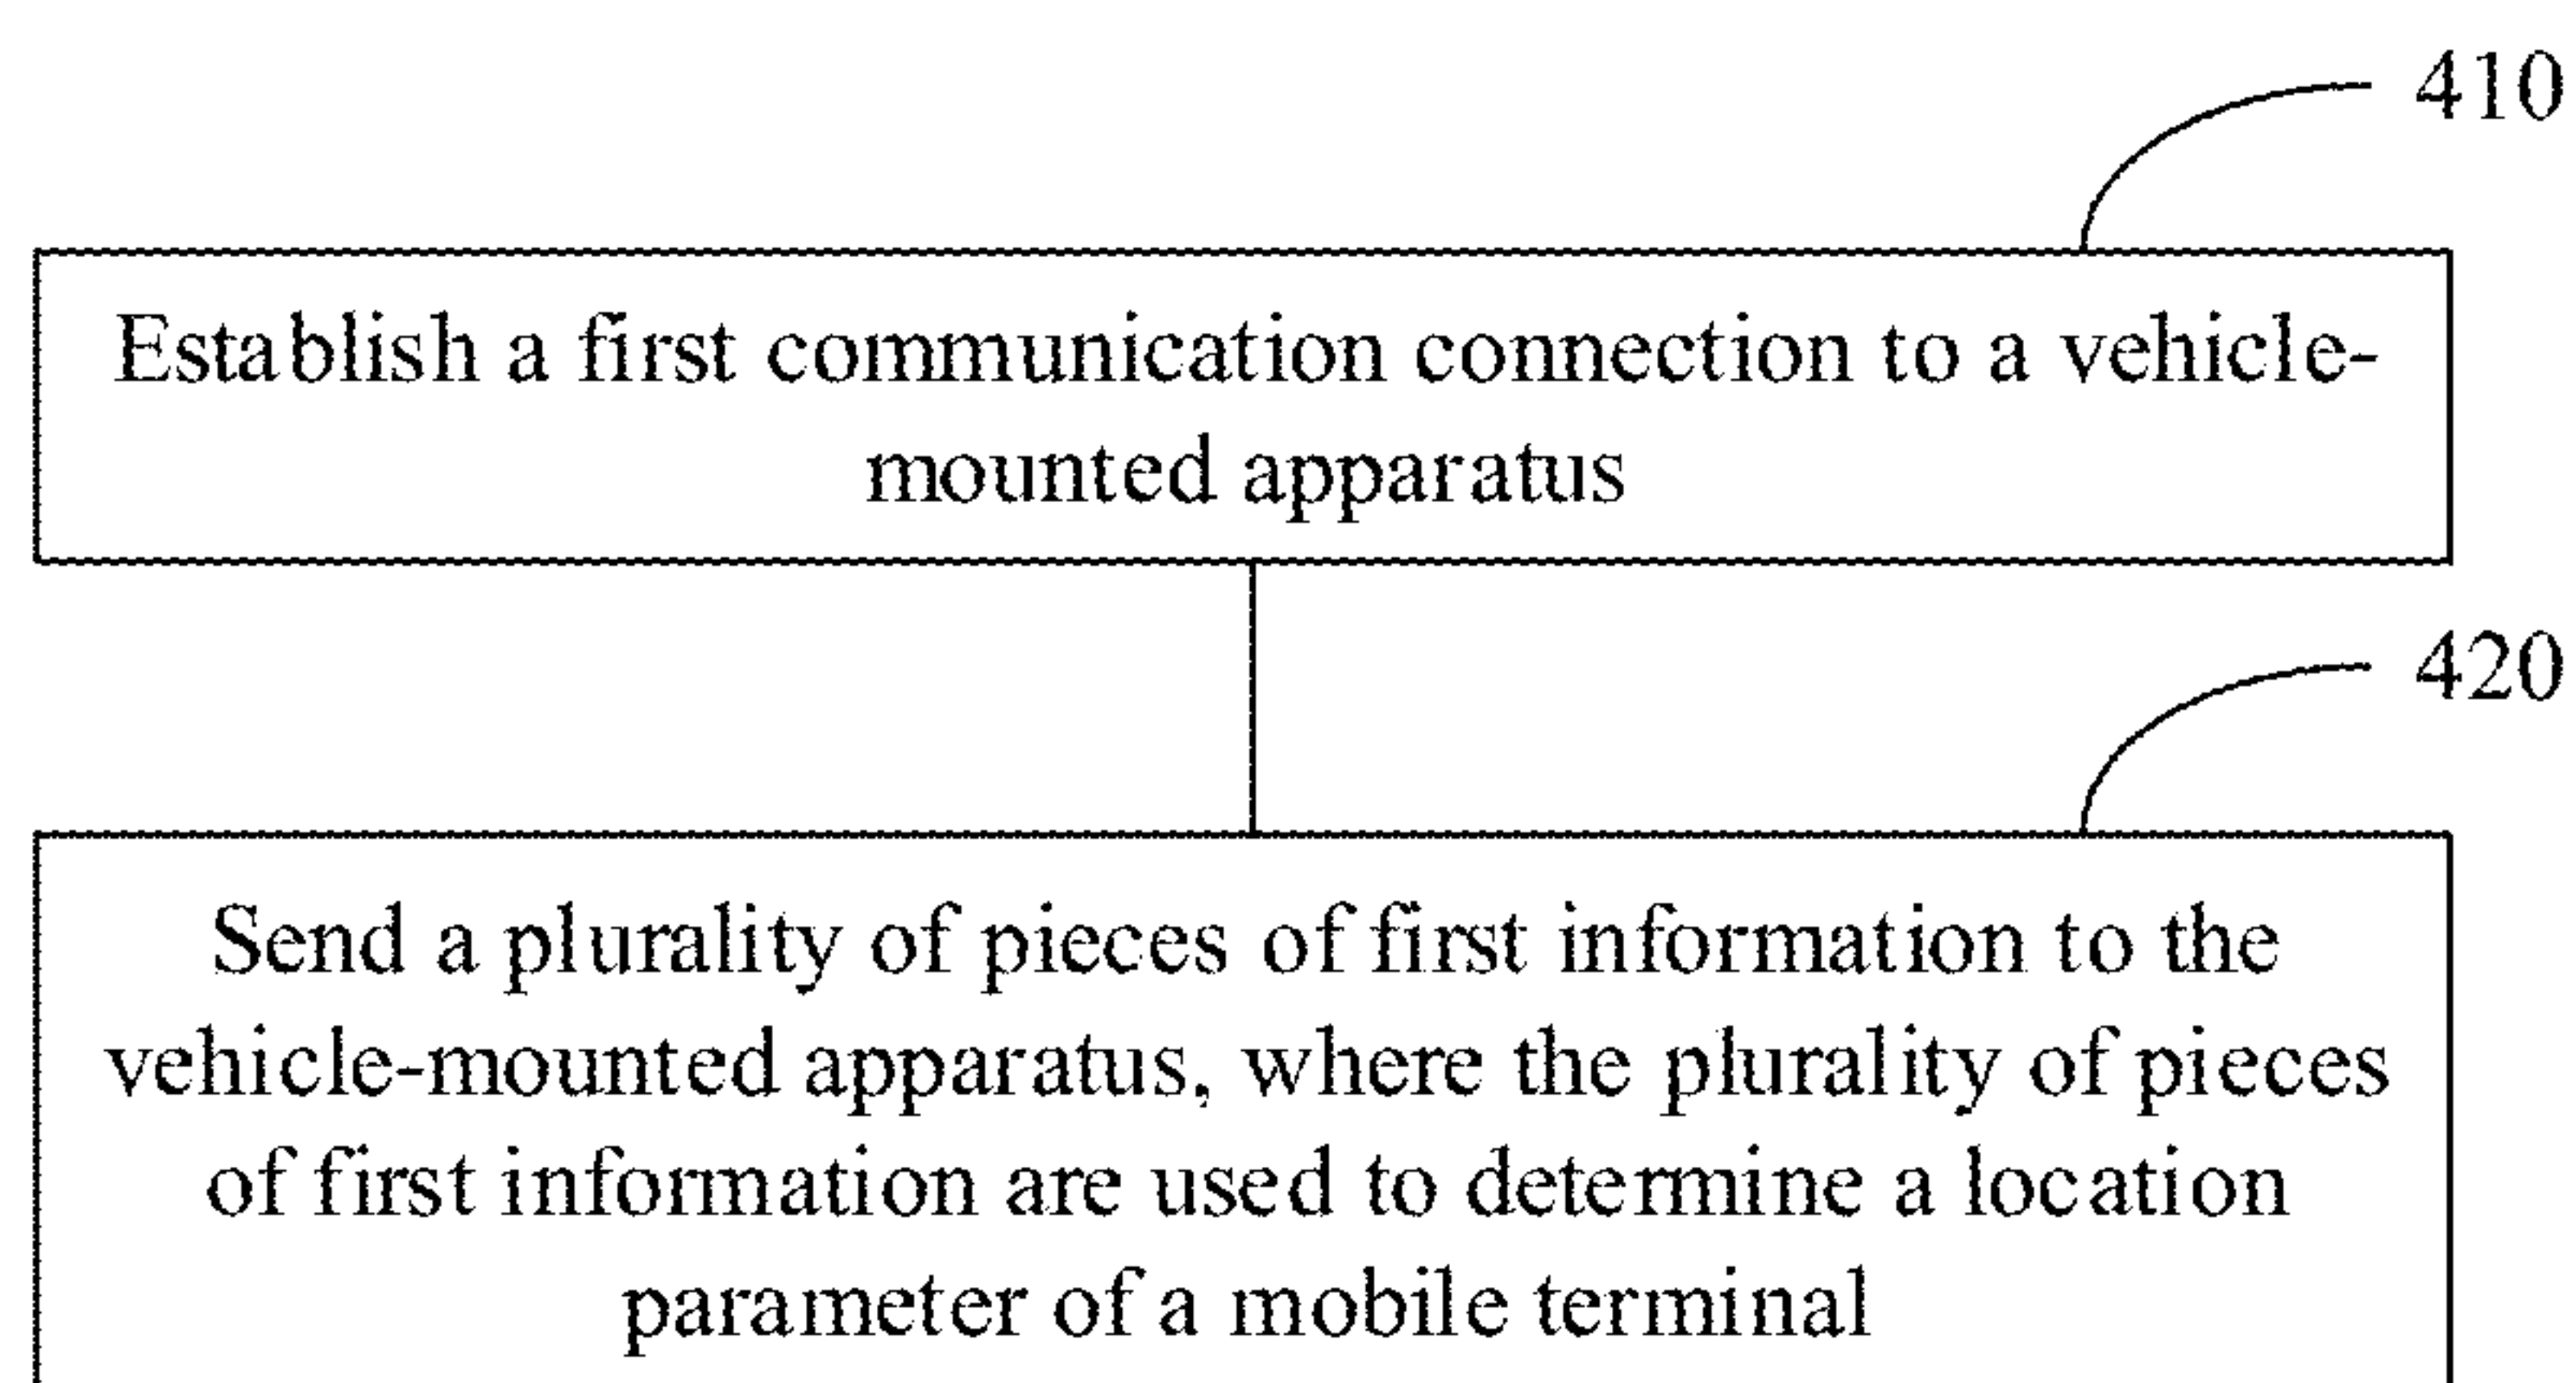 410
Establish a first communication connection to a vehicle-
mounted apparatus
420
Send a plurality of pieces of first information to the
vehicle-mounted apparatus, where the plurality of pieces
of first information are used to determine a location
parameter of a mobile terminal